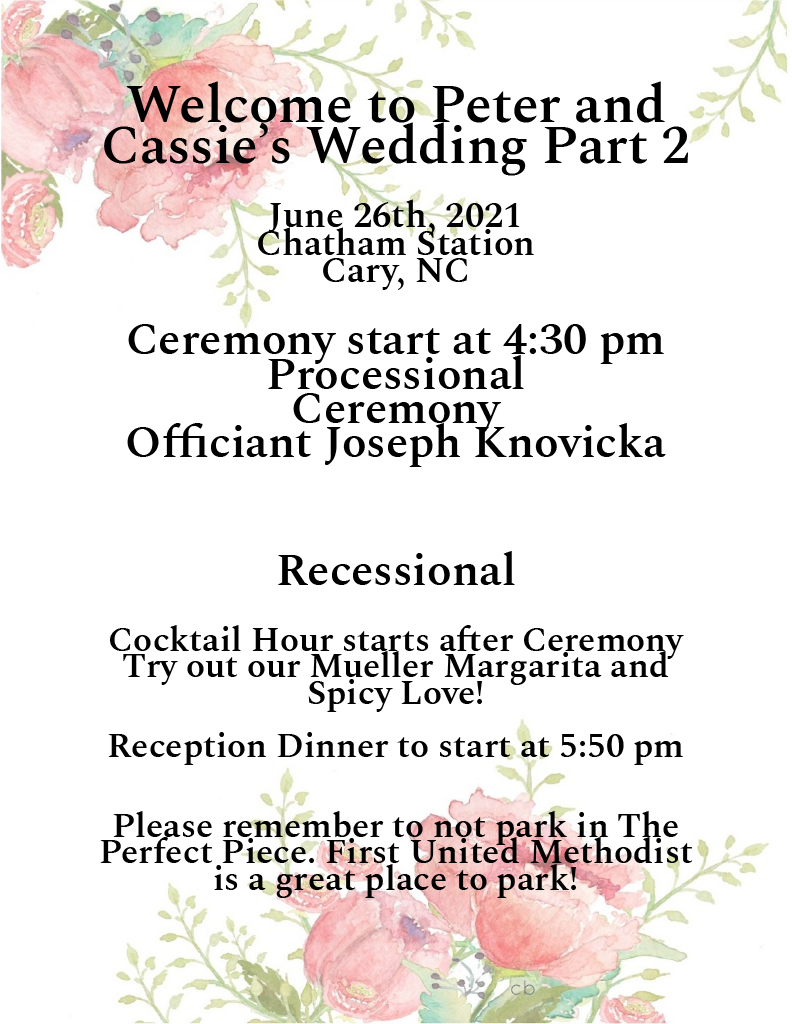 Welcome to Peter and
Cassie's Wedding Part 2
June 26th, 2021
Chatham Station
Cary, NC
Ceremony start at 4:30 pm
Processional
Ceremony
Officiant Joseph Knovicka
Recessional
Cocktail Hour starts after Ceremony
Try out our Mueller Margarita and
Spicy Love!
Reception Dinner to start at 5:50 pm
Please remember to not park in The
Perfect Piece. First United Methodist
is a great place to park!
cb